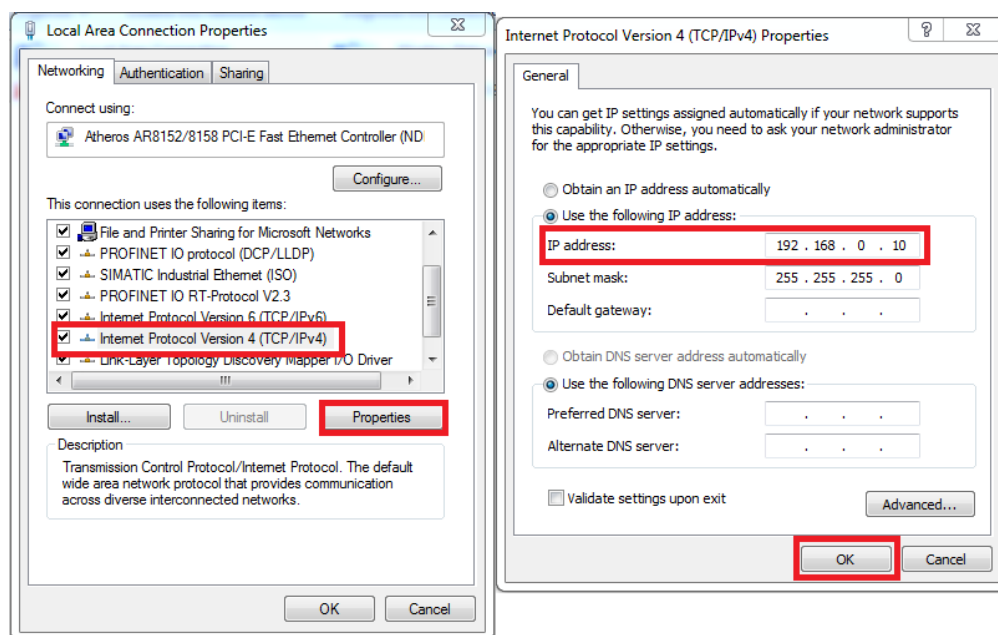 Local Area Connection Properties
Networking
Authentication
Sharing
Connect using:
Atheros AR8152/8158 PCI-E Fast Ethernet Controller (NDI
Configure...
This connection uses the following items:
File and Printer Sharing for Microsoft Networks
PROFINET IO protocol (DCP/LLDP)
SIMATIC Industrial Ethernet (ISO)
PROFINET IO RT-Protocol V2.3
Internet Protocol Version 6 (TCP/IPv6)
Internet Protocol Version 4 (TCP/IPv4)
Link-Layer Topology Discovery Mapper I/O Driver
Install...
Uninstall
Properties
Description
Transmission Control Protocol/Internet Protocol. The default
wide area network protocol that provides communication
across diverse interconnected networks.
OK
Cancel
Internet Protocol Version 4 (TCP/IPv4) Properties
General
You can get IP settings assigned automatically if your network supports
this capability. Otherwise, you need to ask your network administrator
for the appropriate IP settings.
Obtain an IP address automatically
Use the following IP address:
IP address: 192 . 168 . 0 . 10
Subnet mask: 255 . 255 . 255 . 0
Default gateway: . . .
Obtain DNS server address automatically
Use the following DNS server addresses:
Preferred DNS server: . . .
Alternate DNS server: . . .
Validate settings upon exit
Advanced...
OK
Cancel